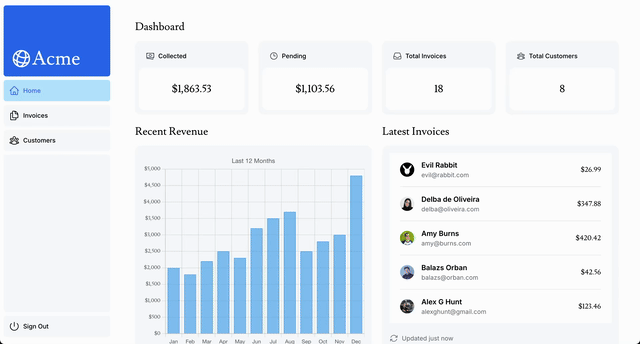 Acme
Home
Invoices
Customers
Sign Out
Dashboard
Collected
$1,863.53
Pending
$1,103.56
Total Invoices
18
Total Customers
8
Recent Revenue
Last 12 Months
$5,000
$4,500
$4,000
$3,500
$3,000
$2,500
$2,000
$1,500
$1,000
$500
$0
Jan Feb Mar Apr May Jun Jul Aug Sep Oct Nov Dec
Latest Invoices
Evil Rabbit
evil@rabbit.com
$26.99
Delba de Oliveira
delba@oliveira.com
$347.88
Amy Burns
amy@burns.com
$420.42
Balazs Orban
balazs@orban.com
$42.56
Alex G Hunt
alexghunt@gmail.com
$123.46
Updated just now